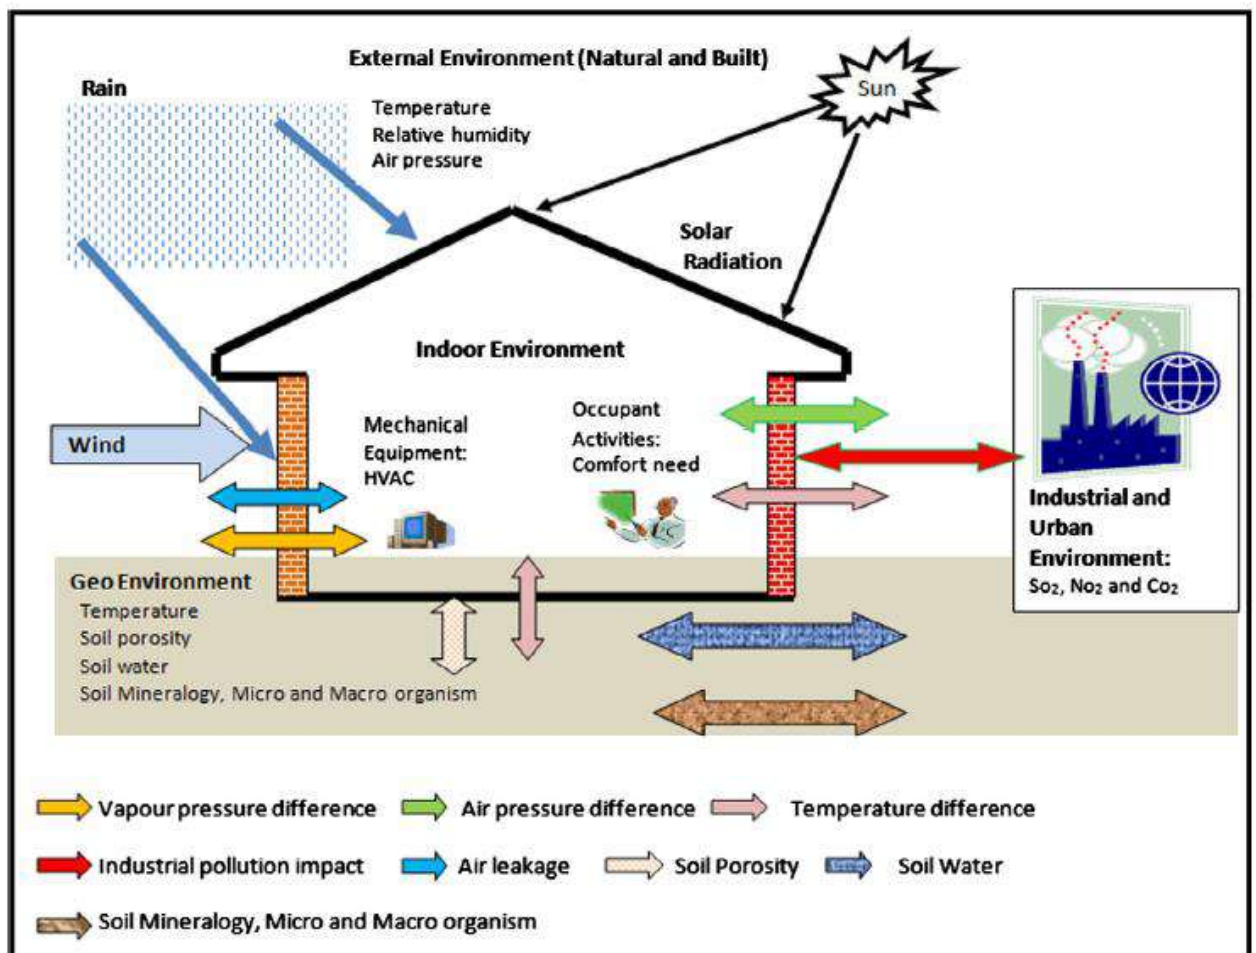 External Environment (Natural and Built)
Rain
Temperature
Relative humidity
Air pressure
Sun
Solar
Radiation
Indoor Environment
Wind
Mechanical
Equipment:
HVAC
Occupant
Activities:
Comfort need
Industrial and
Urban
Environment:
So₂, No₂ and Co₂
Geo Environment
Temperature
Soil porosity
Soil water
Soil Mineralogy, Micro and Macro organism
Vapour pressure difference
Air pressure difference
Temperature difference
Industrial pollution impact
Air leakage
Soil Porosity
Soil Water
Soil Mineralogy, Micro and Macro organism